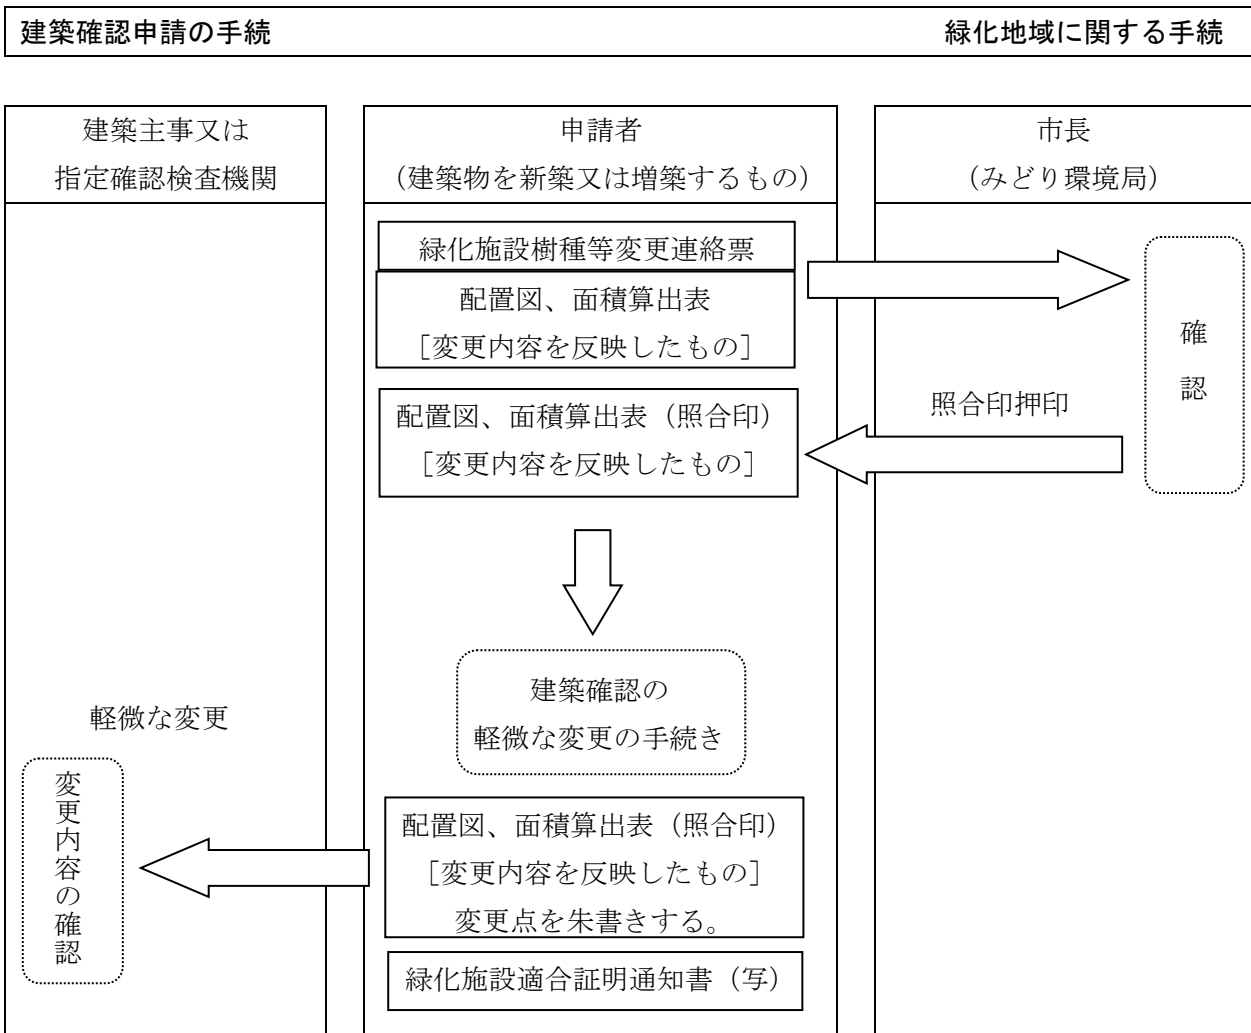 建築確認申請の手続
緑化地域に関する手続
建築主事又は
指定確認検査機関
申請者
（建築物を新築又は増築するもの）
市長
（みどり環境局）
緑化施設樹種等変更連絡票
配置図、面積算出表
［変更内容を反映したもの］
確認
照合印押印
配置図、面積算出表（照合印）
［変更内容を反映したもの］
建築確認の
軽微な変更の手続き
軽微な変更
変更内容の確認
配置図、面積算出表（照合印）
［変更内容を反映したもの］
変更点を朱書きする。
緑化施設適合証明通知書（写）